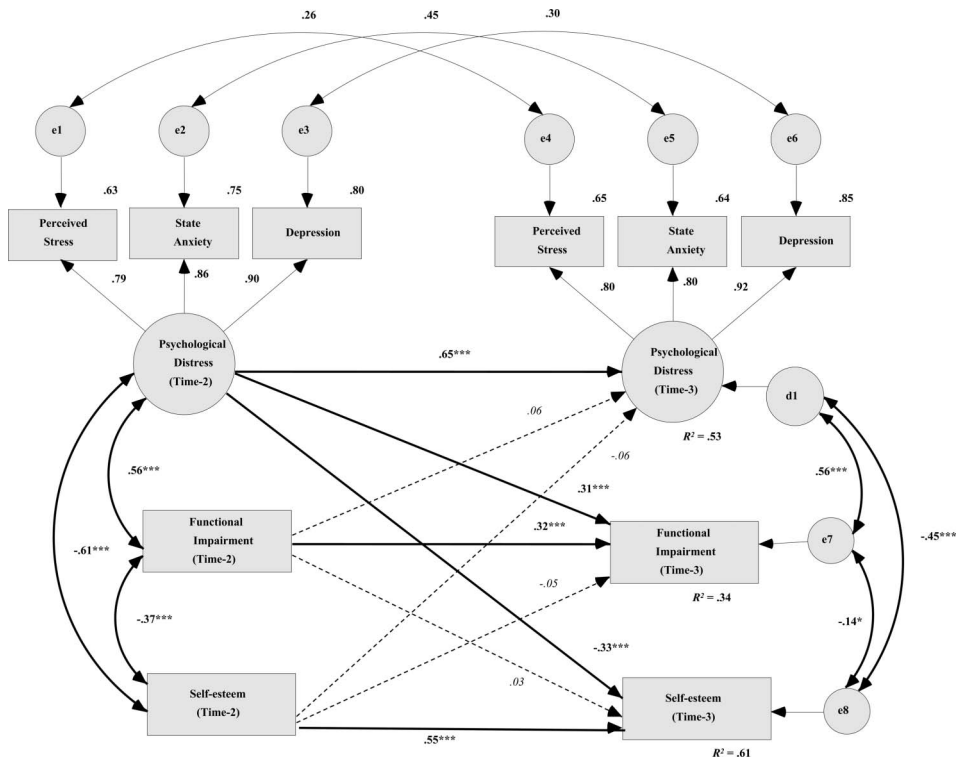 .26
.45
.30
e1
e2
e3
e4
e5
e6
.63
.75
.80
.65
.64
.85
Perceived
Stress
State
Anxiety
Depression
Perceived
Stress
State
Anxiety
Depression
.79
.86
.90
.80
.80
.92
Psychological
Distress
(Time-2)
.65***
Psychological
Distress
(Time-3)
d1
R² = .53
.06
-.06
.56***
.31***
.56***
Functional
Impairment
(Time-2)
.32***
Functional
Impairment
(Time-3)
e7
-.61***
-.45***
R² = .34
-.05
-.37***
-.14*
-.33***
.03
Self-esteem
(Time-2)
Self-esteem
(Time-3)
e8
.55***
R² = .61